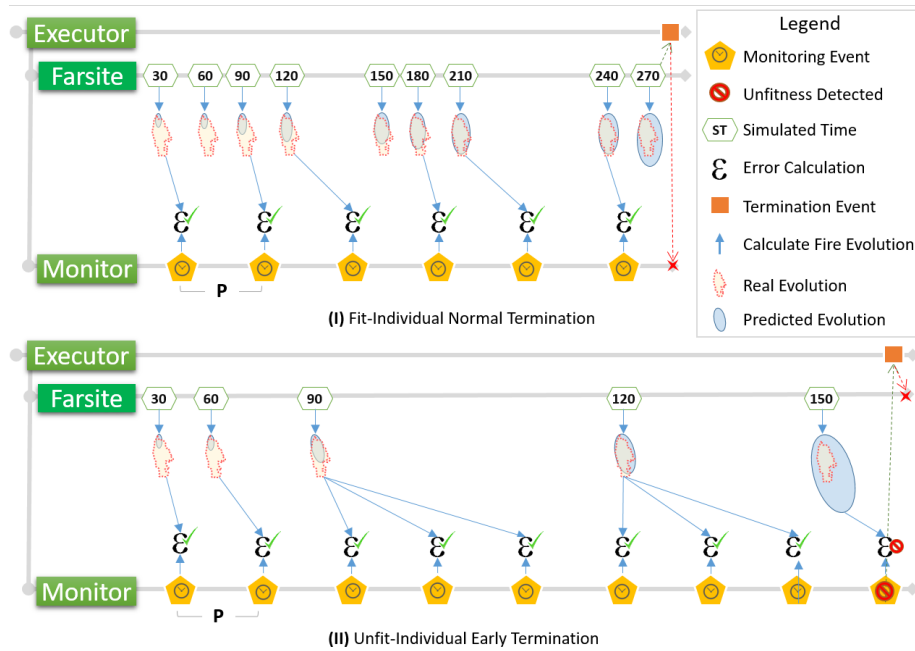 Executor
Farsite
30 60 90 120 150 180 210 240 270
ε ε ε ε ε ε
Monitor
P
(I) Fit-Individual Normal Termination
Legend
Monitoring Event
Unfitness Detected
ST Simulated Time
ε Error Calculation
Termination Event
Calculate Fire Evolution
Real Evolution
Predicted Evolution
Executor
Farsite
30 60 90 120 150
ε ε ε ε ε ε ε ε ε
Monitor
P
(II) Unfit-Individual Early Termination